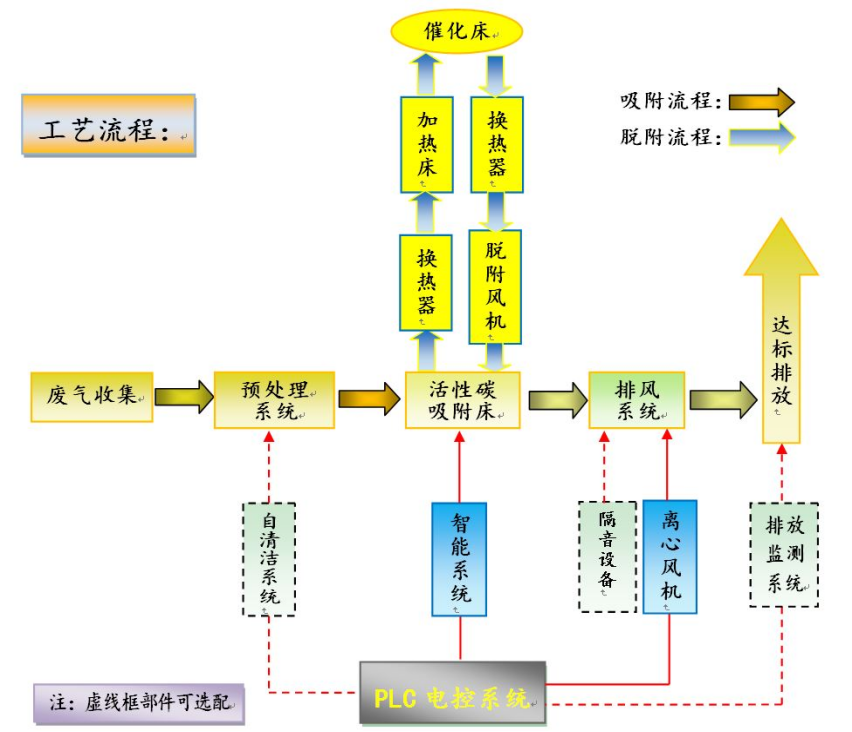 催化床
工艺流程：
吸附流程：
脱附流程：
加热床
换热器
换热器
脱附风机
达标排放
废气收集
预处理
系统
活性碳
吸附床
排风
系统
自清洁系统
智能系统
隔音设备
离心风机
排放
监测
系统
PLC 电控系统
注：虚线框部件可选配